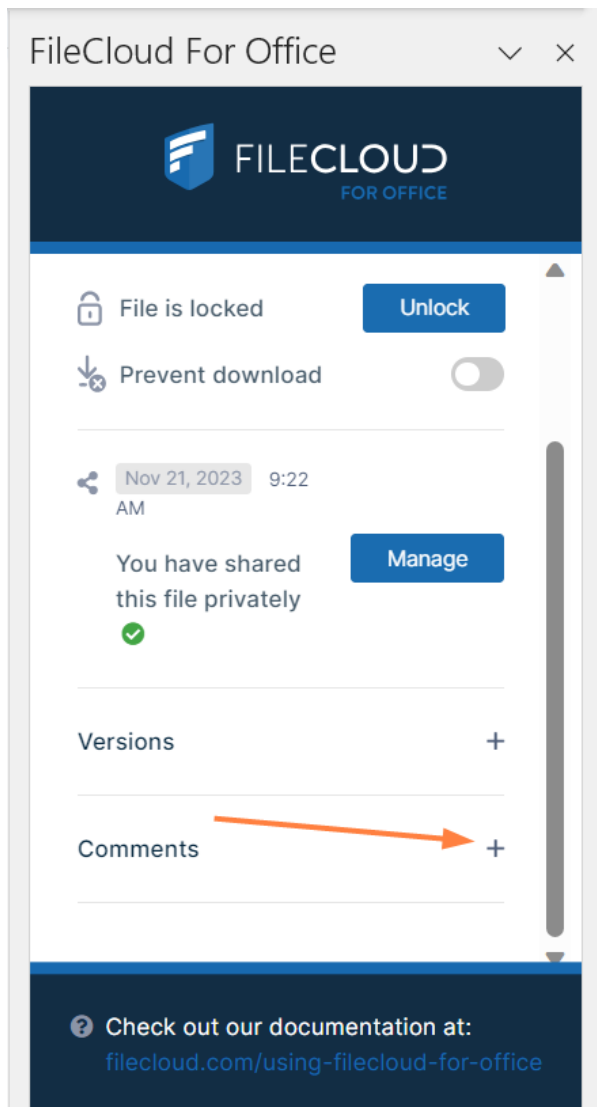 FileCloud For Office
FILECLOUD
FOR OFFICE
File is locked
Unlock
Prevent download
Nov 21, 2023 9:22
AM
You have shared
this file privately
Manage
Versions
Comments
Check out our documentation at:
filecloud.com/using-filecloud-for-office